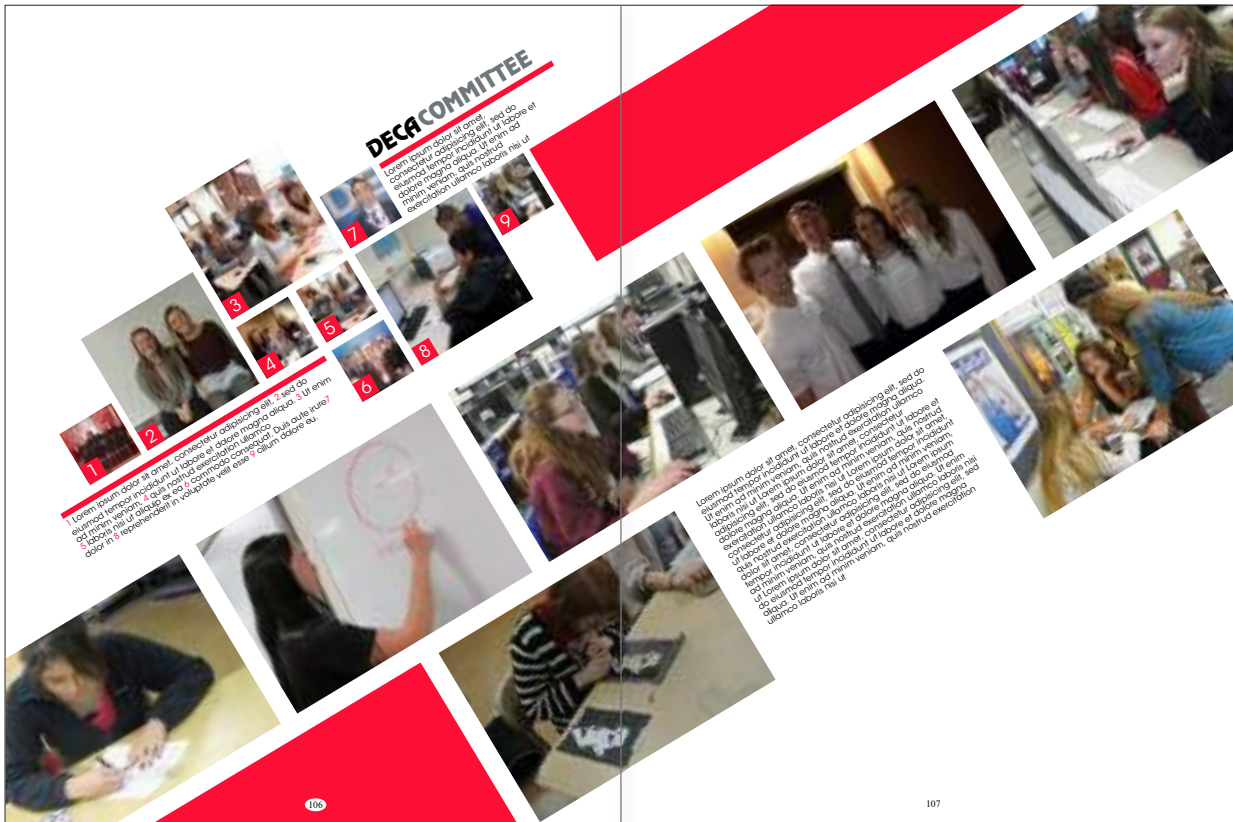 DECACOMMITTEE
Lorem ipsum dolor sit amet,
consectetur adipisicing elit, sed do
eiusmod tempor incididunt ut labore et
dolore magna aliqua. Ut enim ad
minim veniam, quis nostrud
exercitation ullamco laboris nisi ut
7
9
3
5
8
4
6
2
1
1 Lorem ipsum dolor sit amet, consectetur adipisicing elit, 2 sed do
eiusmod tempor incididunt ut labore et dolore magna aliqua. 3 Ut enim
ad minim veniam, 4 quis nostrud exercitation ullamco
5 laboris nisi ut aliquip ex ea 6 commodo consequat. Duis aute irure 7
dolor in 8 reprehenderit in voluptate velit esse 9 cillum dolore eu.
Lorem ipsum dolor sit amet, consectetur adipisicing elit, sed do
eiusmod tempor incididunt ut labore et dolore magna aliqua.
Ut enim ad minim veniam, quis nostrud exercitation ullamco
laboris nisi ut Lorem ipsum dolor sit amet, consectetur
adipisicing elit, sed do eiusmod tempor incididunt ut labore et
dolore magna aliqua. Ut enim ad minim veniam, quis nostrud
exercitation ullamco laboris nisi ut Lorem ipsum dolor sit amet,
consectetur adipisicing elit, sed do eiusmod tempor incididunt
ut labore et dolore magna aliqua. Ut enim ad minim veniam,
quis nostrud exercitation ullamco laboris nisi ut Lorem ipsum
dolor sit amet, consectetur adipisicing elit, sed do eiusmod
tempor incididunt ut labore et dolore magna aliqua. Ut enim
ad minim veniam, quis nostrud exercitation ullamco laboris nisi
ut Lorem ipsum dolor sit amet, consectetur adipisicing elit, sed
do eiusmod tempor incididunt ut labore et dolore magna
aliqua. Ut enim ad minim veniam, quis nostrud exercitation
ullamco laboris nisi ut
106
107